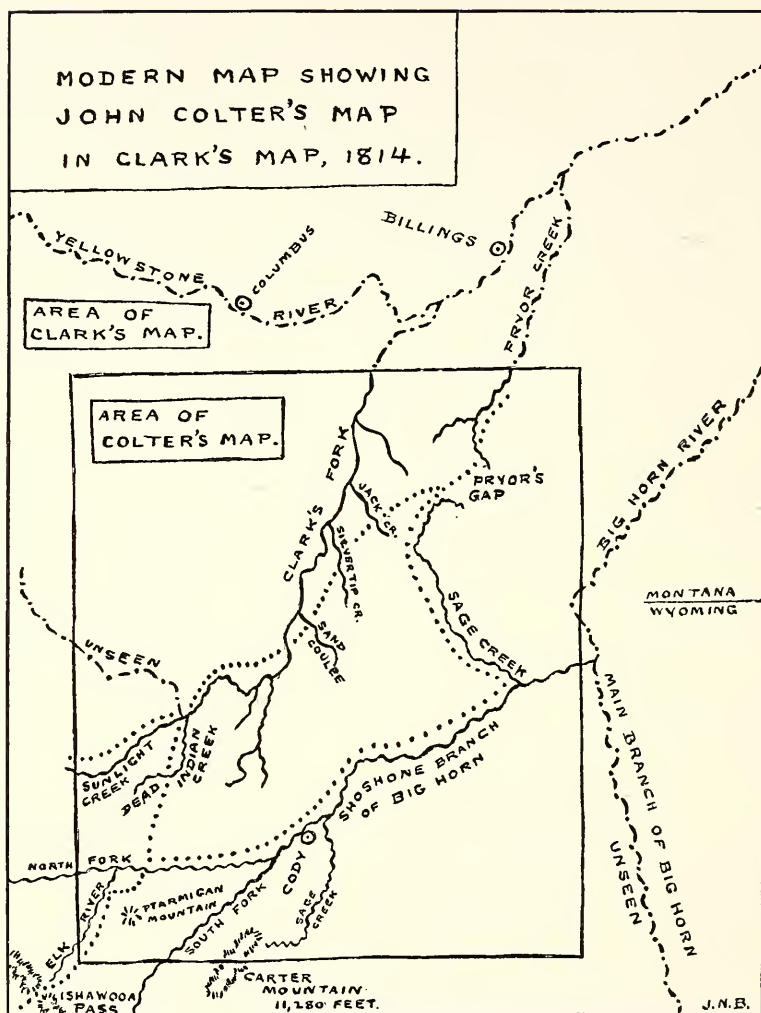 MODERN MAP SHOWING
JOHN COLTER'S MAP
IN CLARK'S MAP, 1814.
BILLINGS
YELLOWSTONE
COLUMBUS
RIVER
PRYOR CREEK
AREA OF
CLARK'S MAP.
AREA OF
COLTER'S MAP.
CLARK'S FORK
PRYOR'S
GAP
JACK CR.
SILVERTIP CR.
BIG HORN RIVER
SAGE CREEK
MONTANA
WYOMING
SAND
COULEE
UNSEEN
SUNLIGHT
CREEK
DEAD
INDIAN
CREEK
SHOSHONE BRANCH
OF BIG HORN
MAIN BRANCH OF BIG HORN
UNSEEN
CODY
NORTH FORK
ELK RIVER
PTARMIGAN
MOUNTAIN
SOUTH FORK
SAGE
CREEK
ISHAWOOA
PASS
CARTER
MOUNTAIN
11,280 FEET.
J.N.B.